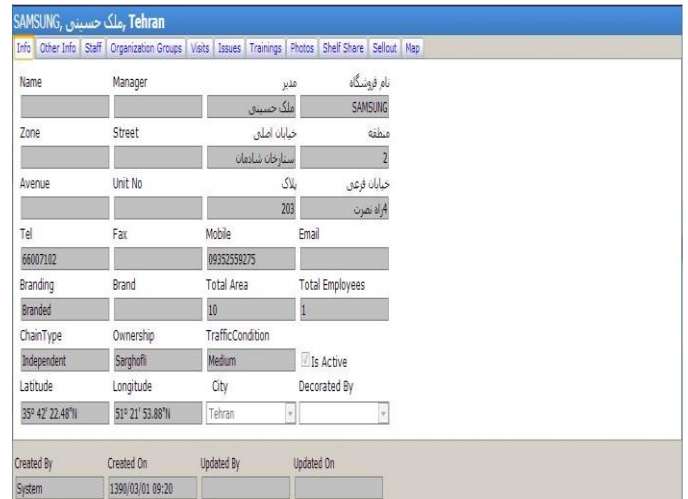 SAMSUNG, ملک حسینی, Tehran
Info Other Info Staff Organization Groups Visits Issues Trainings Photos Shelf Share Sellout Map
Name Manager مدیر نام فروشگاه
ملک حسینی SAMSUNG
Zone Street خیابان اصلی منطقه
ستارخان شادمان 2
Avenue Unit No پلاک خیابان فرعی
203 4راه نصرت
Tel Fax Mobile Email
66007102 09352559275
Branding Brand Total Area Total Employees
Branded 10 1
ChainType Ownership TrafficCondition
Independent Sarghofli Medium Is Active
Latitude Longitude City Decorated By
35º 42' 22.48"N 51º 21' 53.88"N Tehran
Created By Created On Updated By Updated On
System 1390/03/01 09:20